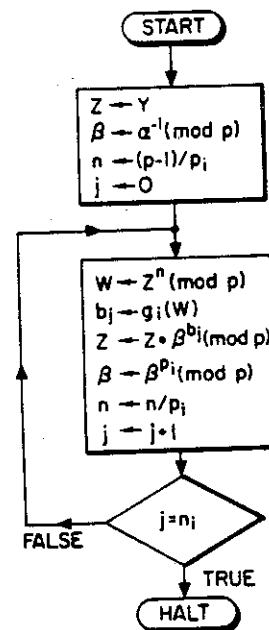 START
Z ← Y
β ← α⁻¹ (mod p)
n ← (p-1)/pᵢ
j ← 0
W ← Zⁿ (mod p)
bⱼ ← gᵢ(W)
Z ← Z • β^bⱼ (mod p)
β ← β^pᵢ (mod p)
n ← n/pᵢ
j ← j+1
j=nᵢ
FALSE
TRUE
HALT